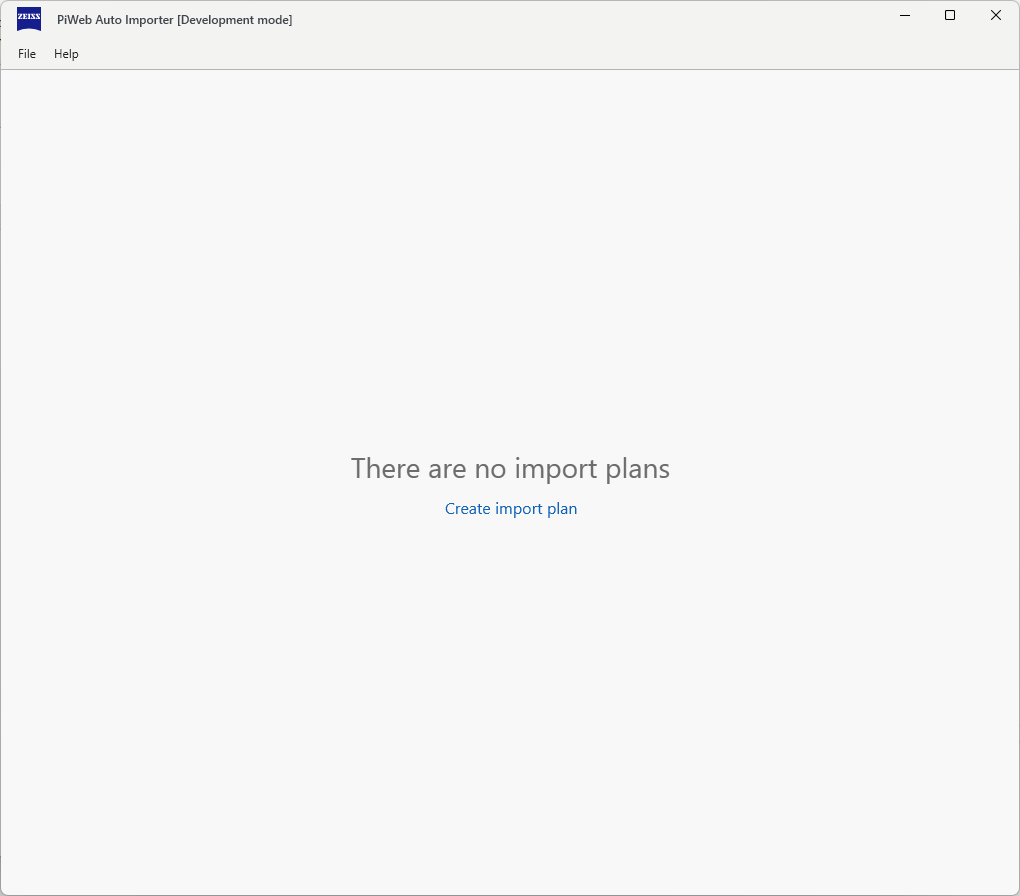 ZEISS
PiWeb Auto Importer [Development mode]
File Help
There are no import plans
Create import plan